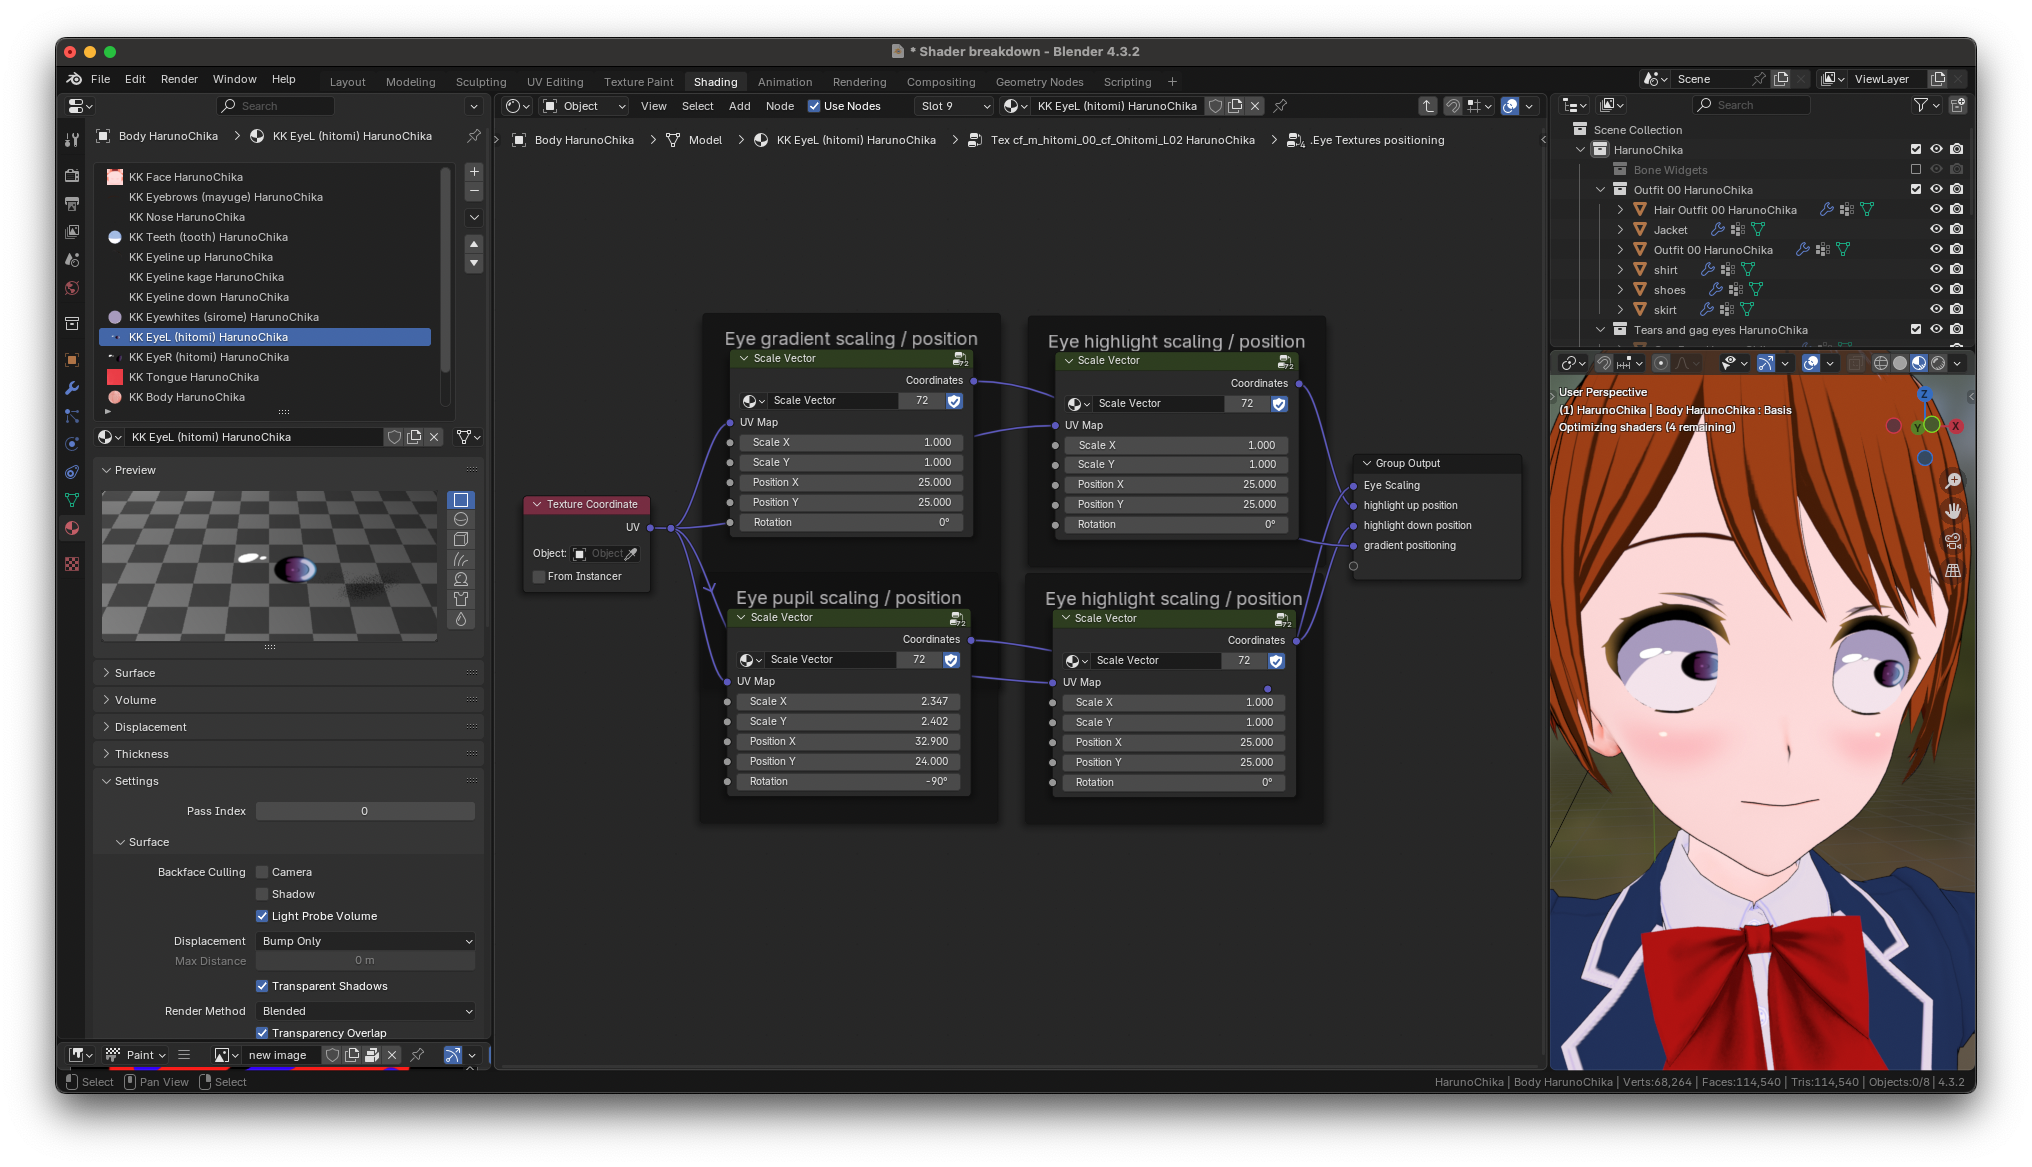 * Shader breakdown - Blender 4.3.2
File Edit Render Window Help Layout Modeling Sculpting UV Editing Texture Paint Shading Animation Rendering Compositing Geometry Nodes Scripting + Scene ViewLayer
Search
Body HarunoChika > KK EyeL (hitomi) HarunoChika
KK Face HarunoChika
KK Eyebrows (mayuge) HarunoChika
KK Nose HarunoChika
KK Teeth (tooth) HarunoChika
KK Eyeline up HarunoChika
KK Eyeline kage HarunoChika
KK Eyeline down HarunoChika
KK Eyewhites (sirome) HarunoChika
KK EyeL (hitomi) HarunoChika
KK EyeR (hitomi) HarunoChika
KK Tongue HarunoChika
KK Body HarunoChika
KK EyeL (hitomi) HarunoChika
Preview
Surface
Volume
Displacement
Thickness
Settings
Pass Index 0
Surface
Backface Culling Camera
Shadow
Light Probe Volume
Displacement Bump Only
Max Distance 0 m
Transparent Shadows
Render Method Blended
Transparency Overlap
Paint new image
Object View Select Add Node Use Nodes Slot 9 KK EyeL (hitomi) HarunoChika
Body HarunoChika > Model > KK EyeL (hitomi) HarunoChika > Tex cf_m_hitomi_00_cf_Ohitomi_L02 HarunoChika > .Eye Textures positioning
Texture Coordinate
UV
Object: Object
From Instancer
Eye gradient scaling / position
Scale Vector 72
Coordinates
Scale Vector 72
UV Map
Scale X 1.000
Scale Y 1.000
Position X 25.000
Position Y 25.000
Rotation 0°
Eye highlight scaling / position
Scale Vector 72
Coordinates
Scale Vector 72
UV Map
Scale X 1.000
Scale Y 1.000
Position X 25.000
Position Y 25.000
Rotation 0°
Eye pupil scaling / position
Scale Vector 72
Coordinates
Scale Vector 72
UV Map
Scale X 2.347
Scale Y 2.402
Position X 32.900
Position Y 24.000
Rotation -90°
Eye highlight scaling / position
Scale Vector 72
Coordinates
Scale Vector 72
UV Map
Scale X 1.000
Scale Y 1.000
Position X 25.000
Position Y 25.000
Rotation 0°
Group Output
Eye Scaling
highlight up position
highlight down position
gradient positioning
Search
Scene Collection
HarunoChika
Bone Widgets
Outfit 00 HarunoChika
Hair Outfit 00 HarunoChika
Jacket
Outfit 00 HarunoChika
shirt
shoes
skirt
Tears and gag eyes HarunoChika
User Perspective
(1) HarunoChika | Body HarunoChika : Basis
Optimizing shaders (4 remaining)
Z
Y
X
Select Pan View Select HarunoChika | Body HarunoChika | Verts:68,264 | Faces:114,540 | Tris:114,540 | Objects:0/8 | 4.3.2